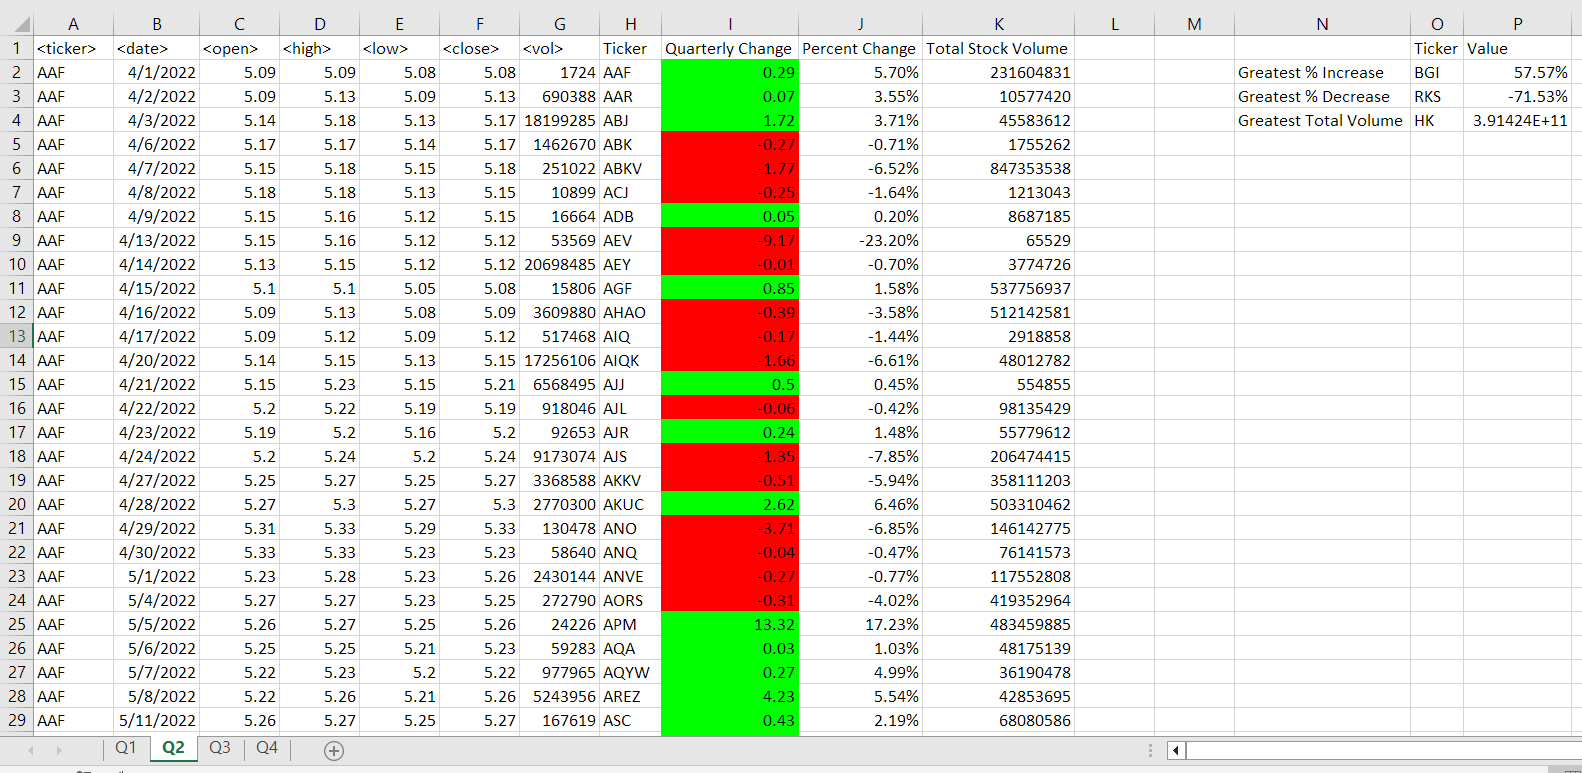 A B C D E F G H I J K L M N O P
1 <ticker> <date> <open> <high> <low> <close> <vol> Ticker Quarterly Change Percent Change Total Stock Volume Ticker Value
2 AAF 4/1/2022 5.09 5.09 5.08 5.08 1724 AAF 0.29 5.70% 231604831 Greatest % Increase BGI 57.57%
3 AAF 4/2/2022 5.09 5.13 5.09 5.13 690388 AAR 0.07 3.55% 10577420 Greatest % Decrease RKS -71.53%
4 AAF 4/3/2022 5.14 5.18 5.13 5.17 18199285 ABJ 1.72 3.71% 45583612 Greatest Total Volume HK 3.91424E+11
5 AAF 4/6/2022 5.17 5.17 5.14 5.17 1462670 ABK -0.27 -0.71% 1755262
6 AAF 4/7/2022 5.15 5.18 5.15 5.18 251022 ABKV -1.77 -6.52% 847353538
7 AAF 4/8/2022 5.18 5.18 5.13 5.15 10899 ACJ -0.25 -1.64% 1213043
8 AAF 4/9/2022 5.15 5.16 5.12 5.15 16664 ADB 0.05 0.20% 8687185
9 AAF 4/13/2022 5.15 5.16 5.12 5.12 53569 AEV -9.17 -23.20% 65529
10 AAF 4/14/2022 5.13 5.15 5.12 5.12 20698485 AEY -0.01 -0.70% 3774726
11 AAF 4/15/2022 5.1 5.1 5.05 5.08 15806 AGF 0.85 1.58% 537756937
12 AAF 4/16/2022 5.09 5.13 5.08 5.09 3609880 AHAO -0.39 -3.58% 512142581
13 AAF 4/17/2022 5.09 5.12 5.09 5.12 517468 AIQ -0.17 -1.44% 2918858
14 AAF 4/20/2022 5.14 5.15 5.13 5.15 17256106 AIQK -1.66 -6.61% 48012782
15 AAF 4/21/2022 5.15 5.23 5.15 5.21 6568495 AJJ 0.5 0.45% 554855
16 AAF 4/22/2022 5.2 5.22 5.19 5.19 918046 AJL -0.06 -0.42% 98135429
17 AAF 4/23/2022 5.19 5.2 5.16 5.2 92653 AJR 0.24 1.48% 55779612
18 AAF 4/24/2022 5.2 5.24 5.2 5.24 9173074 AJS -1.35 -7.85% 206474415
19 AAF 4/27/2022 5.25 5.27 5.25 5.27 3368588 AKKV -0.51 -5.94% 358111203
20 AAF 4/28/2022 5.27 5.3 5.27 5.3 2770300 AKUC 2.62 6.46% 503310462
21 AAF 4/29/2022 5.31 5.33 5.29 5.33 130478 ANO -3.71 -6.85% 146142775
22 AAF 4/30/2022 5.33 5.33 5.23 5.23 58640 ANQ -0.04 -0.47% 76141573
23 AAF 5/1/2022 5.23 5.28 5.23 5.26 2430144 ANVE -0.27 -0.77% 117552808
24 AAF 5/4/2022 5.27 5.27 5.23 5.25 272790 AORS -0.31 -4.02% 419352964
25 AAF 5/5/2022 5.26 5.27 5.25 5.26 24226 APM 13.32 17.23% 483459885
26 AAF 5/6/2022 5.25 5.25 5.21 5.23 59283 AQA 0.03 1.03% 48175139
27 AAF 5/7/2022 5.22 5.23 5.2 5.22 977965 AQYW 0.27 4.99% 36190478
28 AAF 5/8/2022 5.22 5.26 5.21 5.26 5243956 AREZ 4.23 5.54% 42853695
29 AAF 5/11/2022 5.26 5.27 5.25 5.27 167619 ASC 0.43 2.19% 68080586
Q1 Q2 Q3 Q4